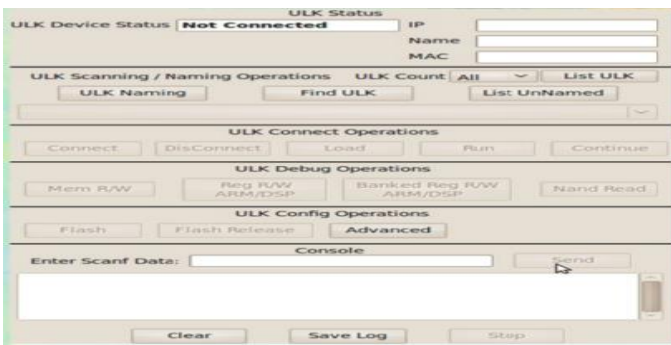 ULK Status
ULK Device Status Not Connected IP
Name
MAC
ULK Scanning / Naming Operations ULK Count All List ULK
ULK Naming Find ULK List UnNamed
ULK Connect Operations
Connect DisConnect Load Run Continue
ULK Debug Operations
Mem R/W Reg R/W ARM/DSP Banked Reg R/W ARM/DSP Nand Read
ULK Config Operations
Flash Flash Release Advanced
Console
Enter Scanf Data: Send
Clear Save Log Stop